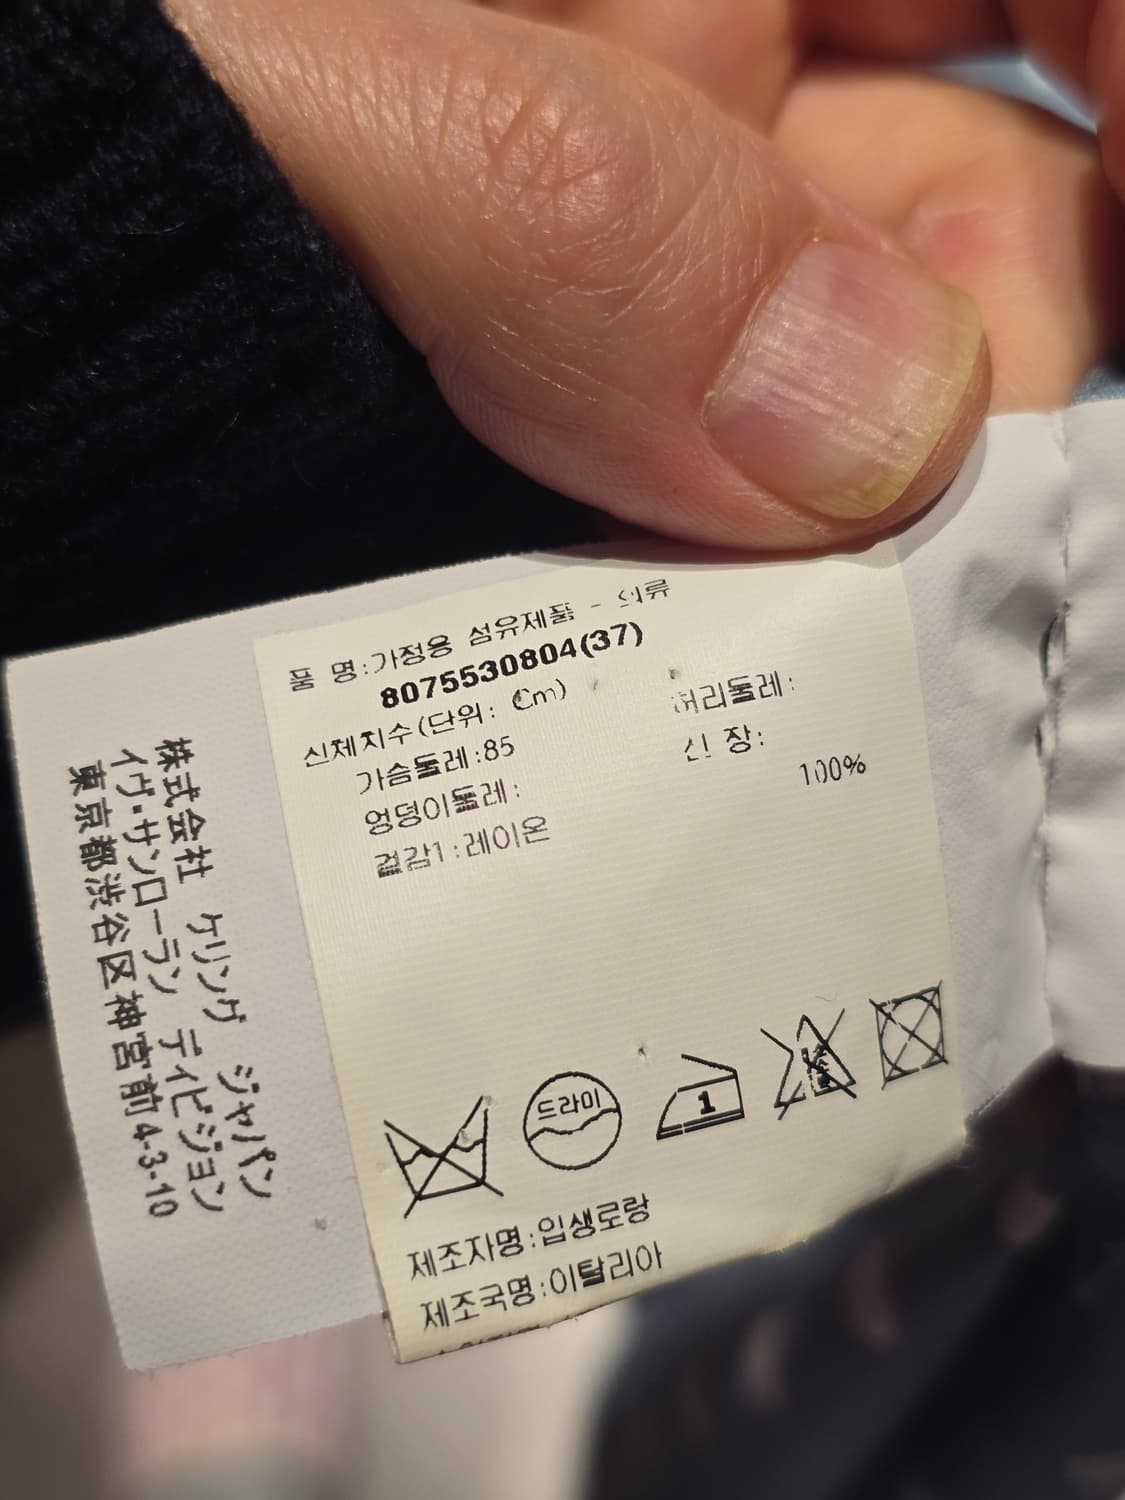 품 명:가정용 섬유제품 - 의류
8075530804(37)
신체치수(단위: Cm)
가슴둘레:85 허리둘레:
엉덩이둘레: 신 장:
겉감1:레이온 100%
드라이
1
제조자명:입생로랑
제조국명:이탈리아
株式会社 ケリング ジャパン
イヴ・サンローラン ディビジョン
東京都渋谷区神宮前4-3-10